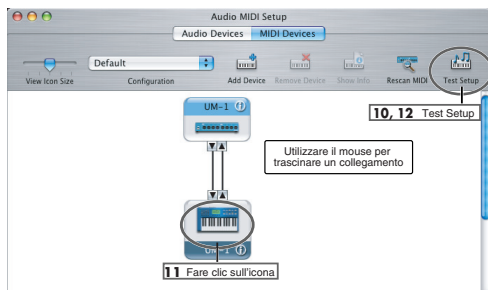 Audio MIDI Setup
Audio Devices MIDI Devices
Default
View Icon Size Configuration Add Device Remove Device Show Info Rescan MIDI Test Setup
10, 12 Test Setup
UM-1
Utilizzare il mouse per
trascinare un collegamento
UM-1
11 Fare clic sull'icona